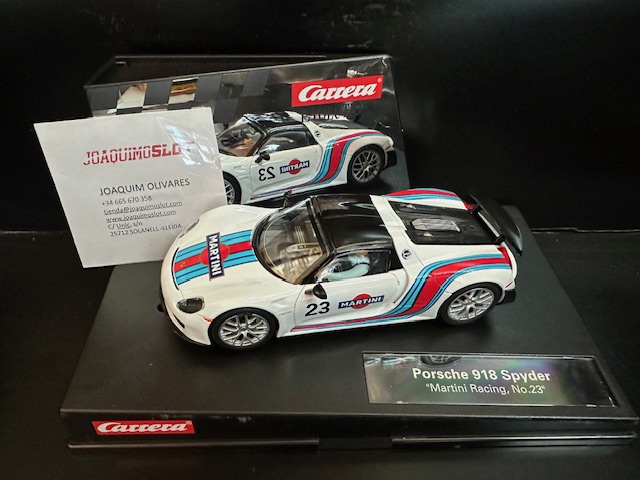 Carrera
JOAQUIMOSLOT
JOAQUIM OLIVARES
+34 665 670 358
tienda@joaquimoslot.com
www.joaquimoslot.com
C/ Únic, s/n
25712 SOLANELL -LLEIDA
MARTINI
23
MARTINI
23
MARTINI
Porsche 918 Spyder
"Martini Racing, No.23"
Carrera